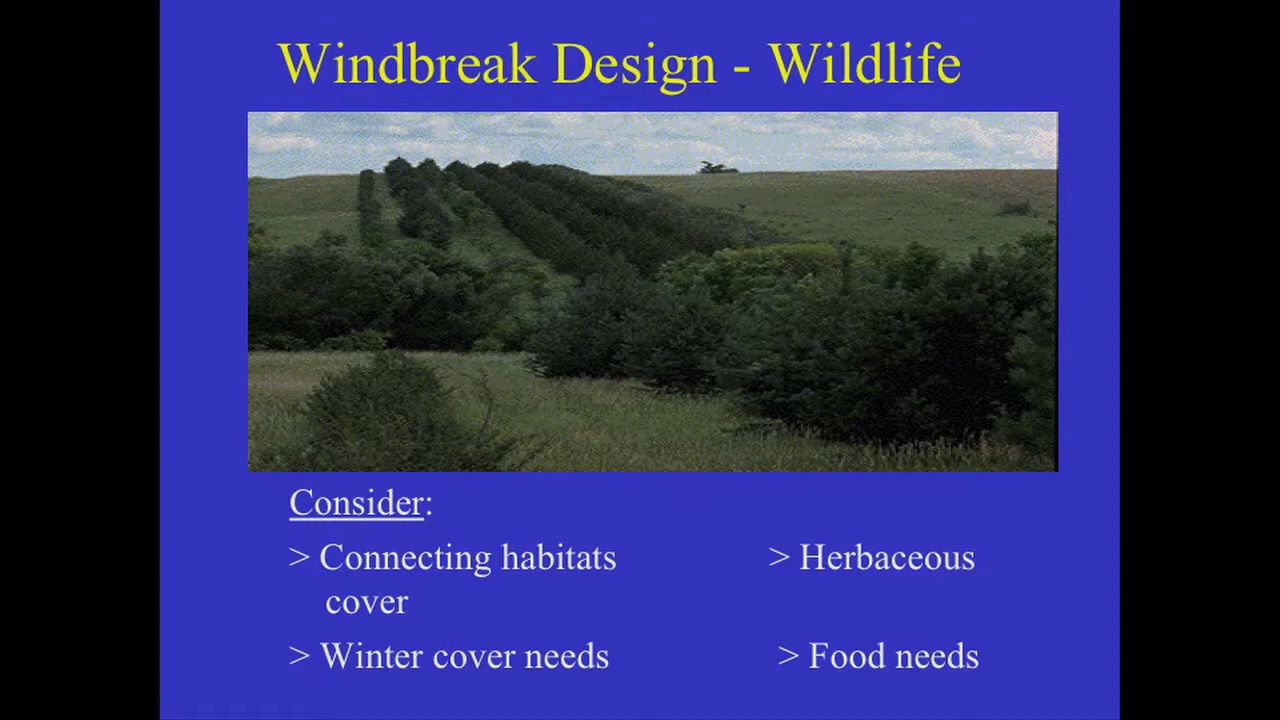 Windbreak Design - Wildlife
Consider:
> Connecting habitats > Herbaceous
cover
> Winter cover needs > Food needs